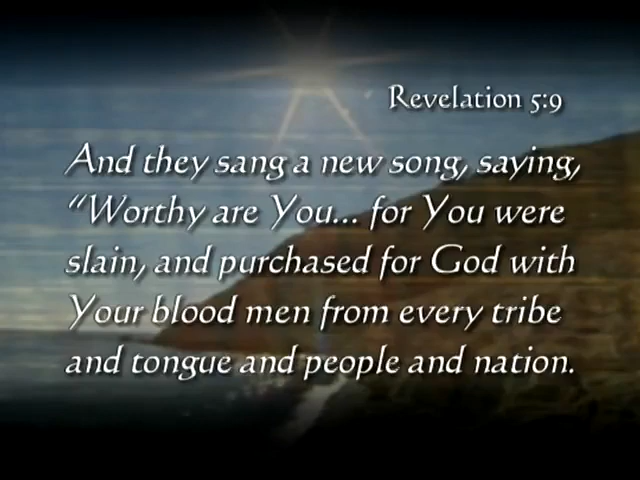 Revelation 5:9
And they sang a new song, saying,
“Worthy are You... for You were
slain, and purchased for God with
Your blood men from every tribe
and tongue and people and nation.